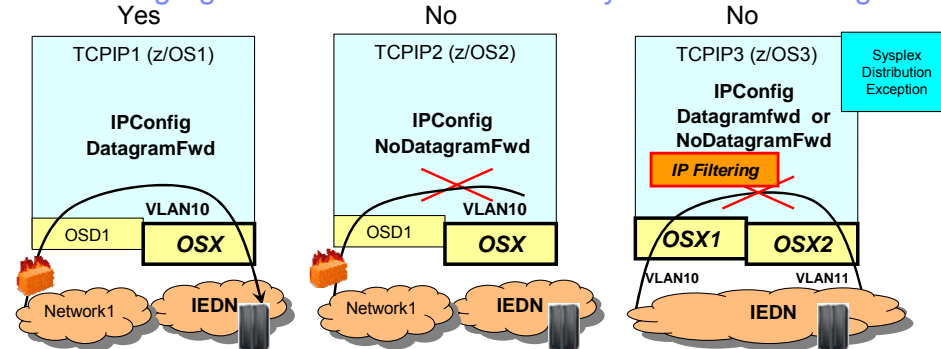 Yes
No
No
TCPIP1 (z/OS1)
IPConfig
DatagramFwd
VLAN10
OSD1
OSX
Network1
IEDN
TCPIP2 (z/OS2)
IPConfig
NoDatagramFwd
VLAN10
OSD1
OSX
Network1
IEDN
TCPIP3 (z/OS3)
IPConfig
Datagramfwd or
NoDatagramFwd
IP Filtering
OSX1
OSX2
VLAN10
VLAN11
IEDN
Sysplex
Distribution
Exception